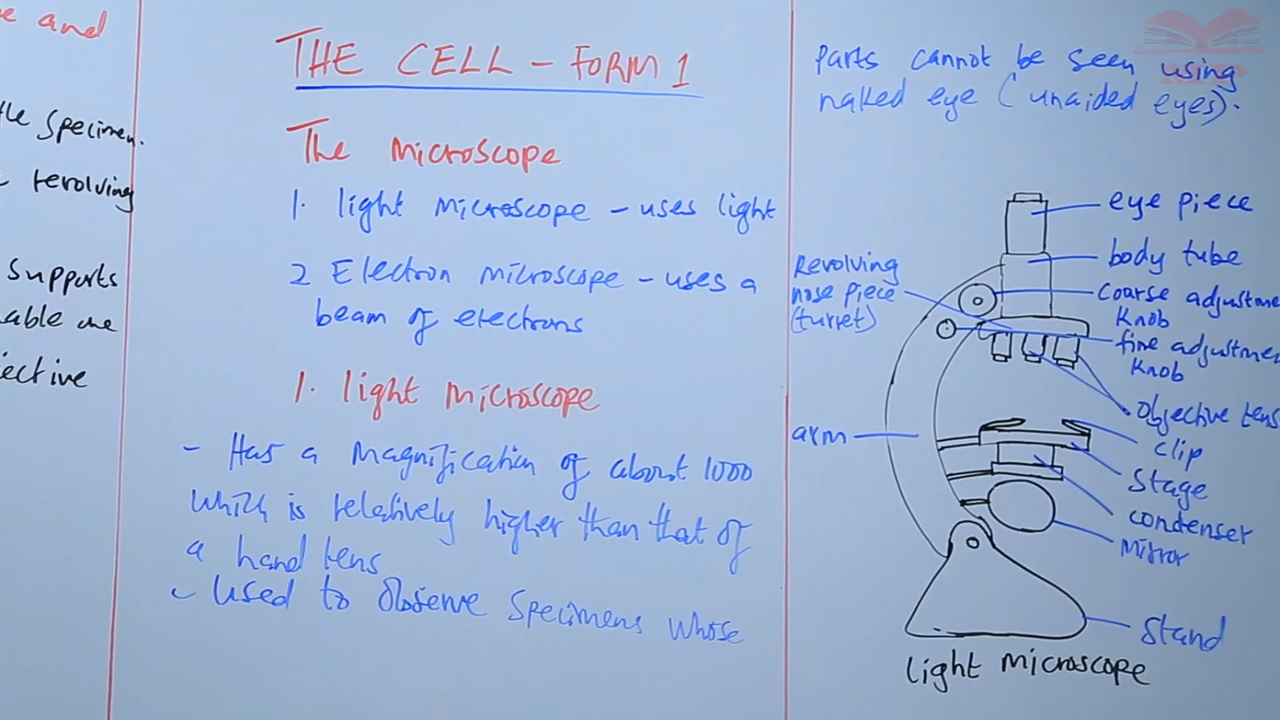 e and
the specimen.
revolving
supports
able the
ective
THE CELL - FORM 1
The microscope
1. light microscope - uses light
2 Electron microscope - uses a
beam of electrons
1. light microscope
- Has a magnification of about 1000
which is relatively higher than that of
a hand lens
- Used to observe specimens whose
parts cannot be seen using
naked eye (unaided eyes).
eye piece
body tube
Revolving
nose piece
(turret)
coarse adjustme
knob
fine adjustmen
knob
Objective lens
arm
clip
stage
condenser
mirror
stand
light microscope